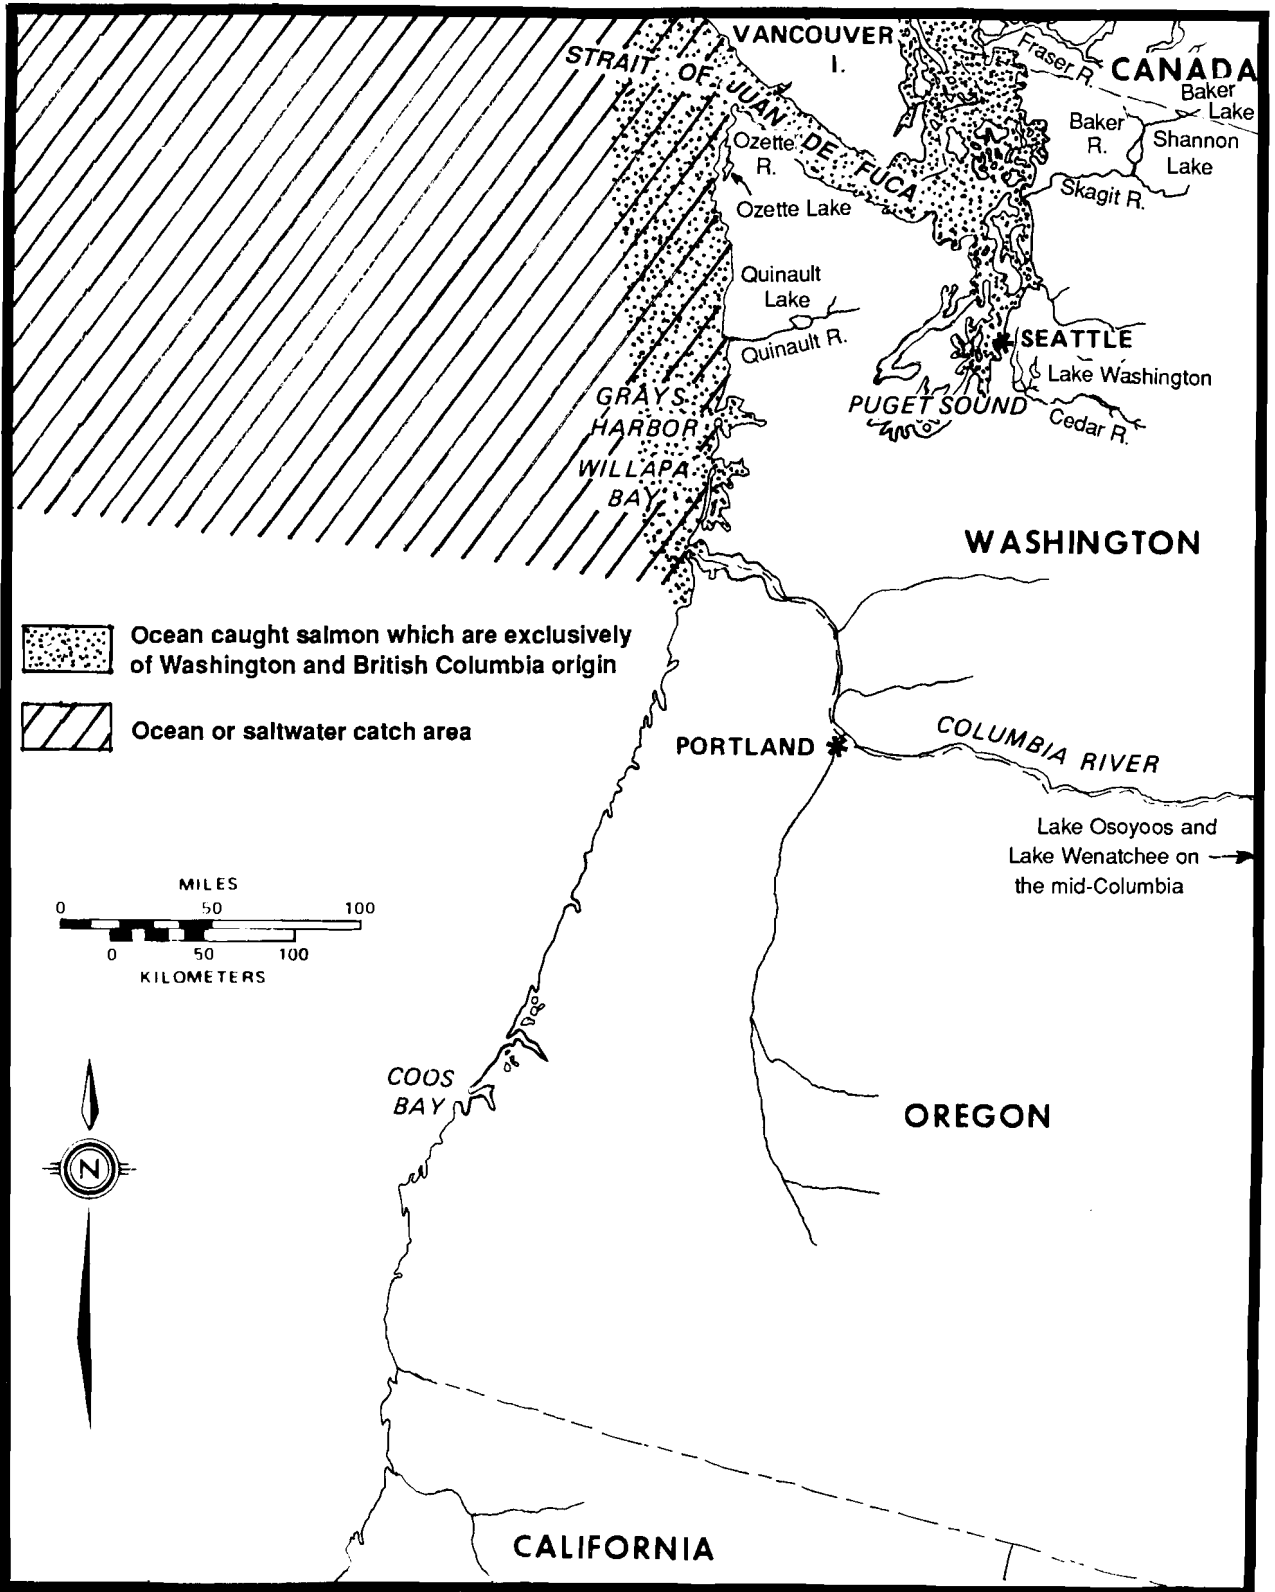 VANCOUVER
I.
STRAIT OF JUAN DE FUCA
Fraser R.
CANADA
Baker
Lake
Baker
R.
Shannon
Lake
Skagit R.
Ozette
R.
Ozette Lake
Quinault
Lake
Quinault R.
SEATTLE
Lake Washington
PUGET SOUND
Cedar R.
GRAYS
HARBOR
WILLAPA
BAY
WASHINGTON
Ocean caught salmon which are exclusively
of Washington and British Columbia origin
Ocean or saltwater catch area
PORTLAND
COLUMBIA RIVER
Lake Osoyoos and
Lake Wenatchee on
the mid-Columbia
MILES
0 50 100
0 50 100
KILOMETERS
COOS
BAY
OREGON
N
CALIFORNIA